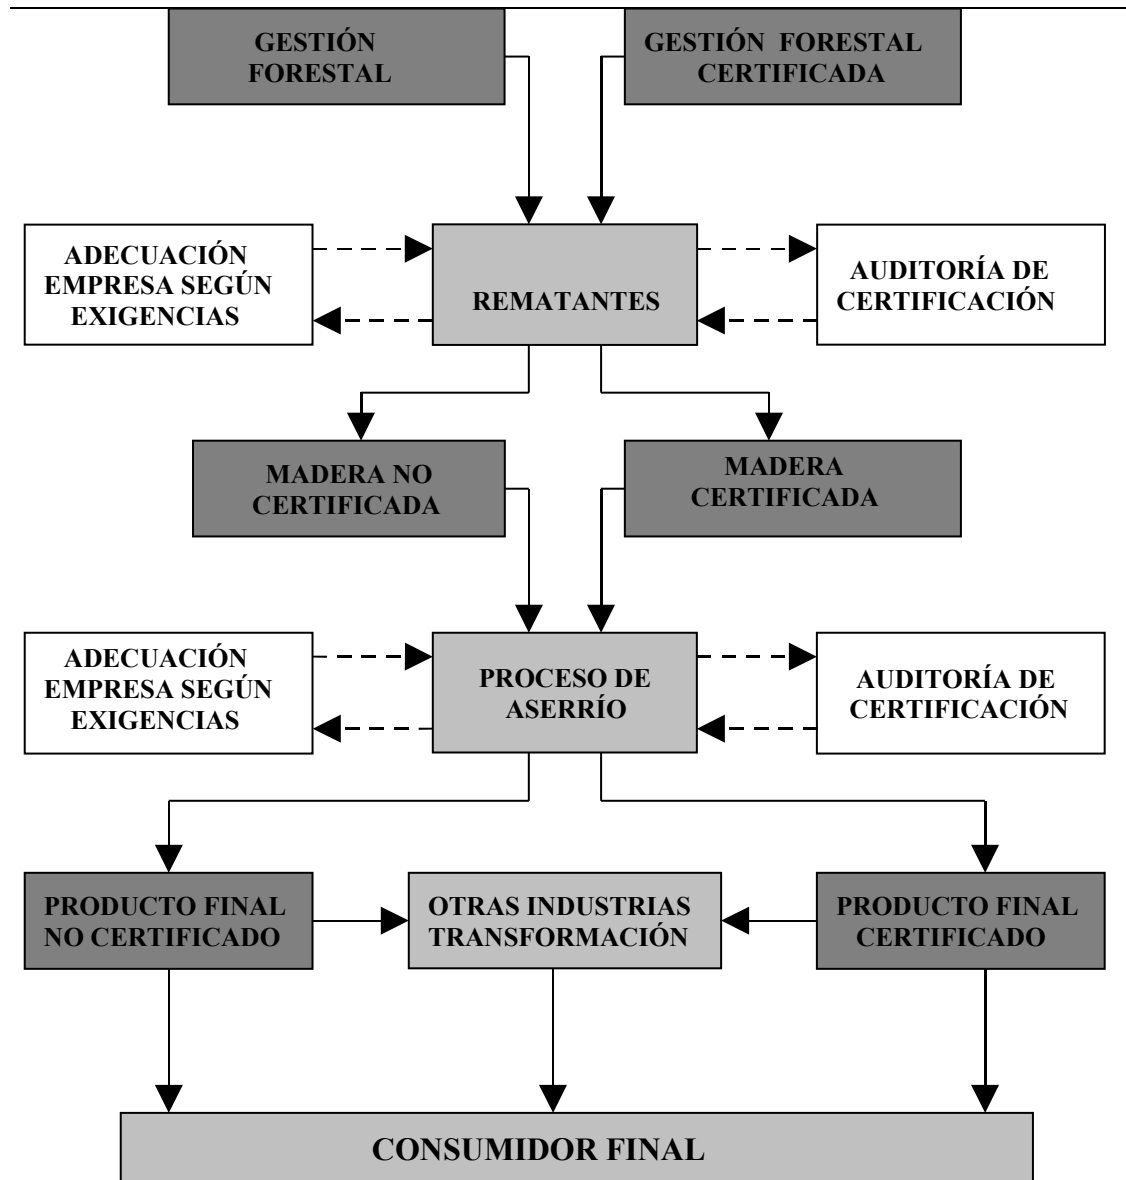 GESTIÓN
FORESTAL
GESTIÓN FORESTAL
CERTIFICADA
ADECUACIÓN
EMPRESA SEGÚN
EXIGENCIAS
REMATANTES
AUDITORÍA DE
CERTIFICACIÓN
MADERA NO
CERTIFICADA
MADERA
CERTIFICADA
ADECUACIÓN
EMPRESA SEGÚN
EXIGENCIAS
PROCESO DE
ASERRÍO
AUDITORÍA DE
CERTIFICACIÓN
PRODUCTO FINAL
NO CERTIFICADO
OTRAS INDUSTRIAS
TRANSFORMACIÓN
PRODUCTO FINAL
CERTIFICADO
CONSUMIDOR FINAL